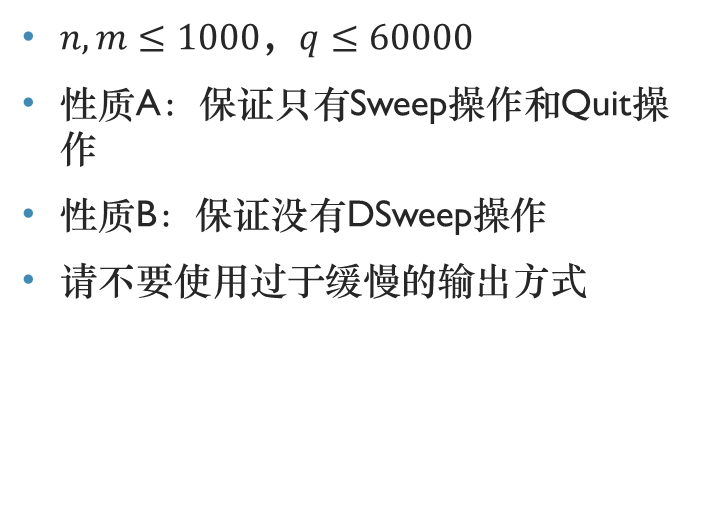 • n, m ≤ 1000，q ≤ 60000
• 性质A：保证只有Sweep操作和Quit操
作
• 性质B：保证没有DSweep操作
• 请不要使用过于缓慢的输出方式